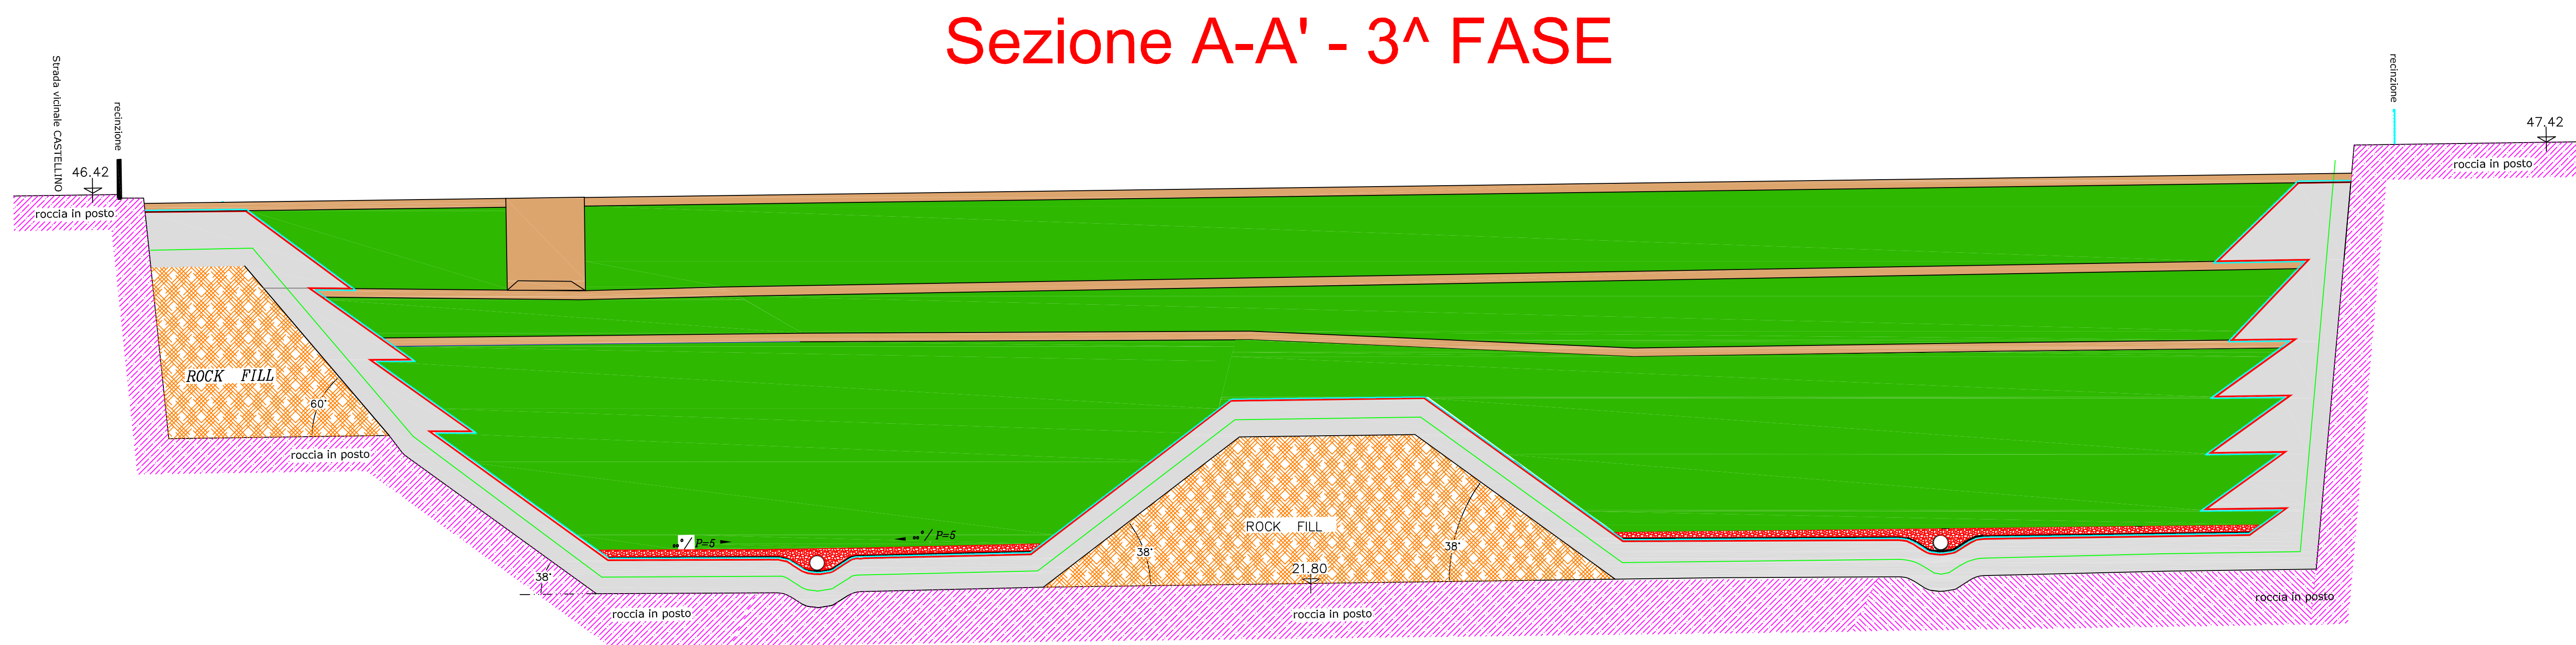 Sezione A-A' - 3^ FASE
Strada vicinale CASTELLINO
recinzione
46.42
roccia in posto
recinzione
47.42
roccia in posto
ROCK FILL
60°
roccia in posto
P=5
P=5
38°
roccia in posto
ROCK FILL
38°
38°
21.80
roccia in posto
roccia in posto